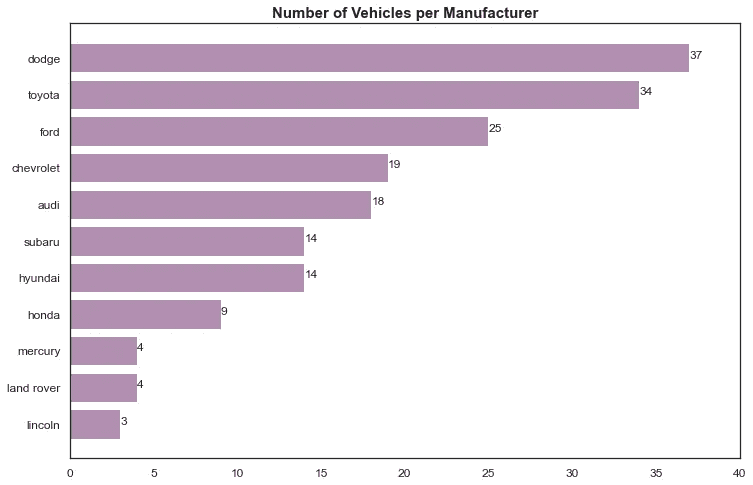 Number of Vehicles per Manufacturer
dodge 37
toyota 34
ford 25
chevrolet 19
audi 18
subaru 14
hyundai 14
honda 9
mercury 4
land rover 4
lincoln 3
0 5 10 15 20 25 30 35 40